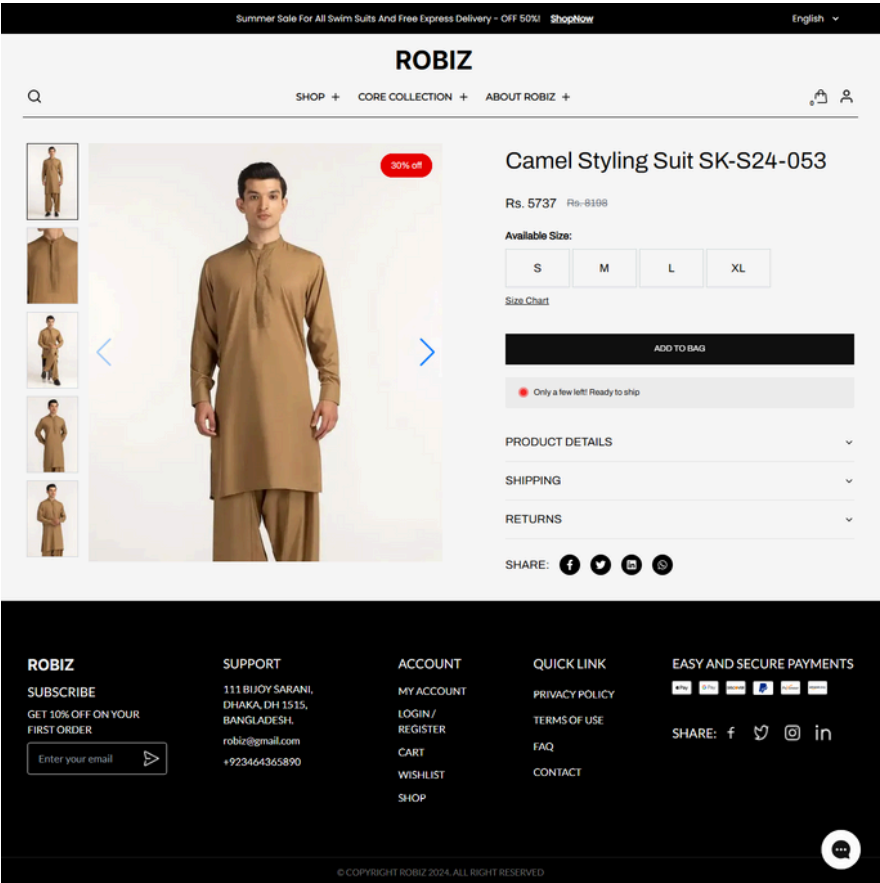 Summer Sale For All Swim Suits And Free Express Delivery - OFF 50%! ShopNow
English
ROBIZ
SHOP +
CORE COLLECTION +
ABOUT ROBIZ +
0
30% off
Camel Styling Suit SK-S24-053
Rs. 5737 Rs. 8198
Available Size:
S M L XL
Size Chart
ADD TO BAG
Only a few left! Ready to ship
PRODUCT DETAILS
SHIPPING
RETURNS
SHARE:
ROBIZ
SUBSCRIBE
GET 10% OFF ON YOUR
FIRST ORDER
Enter your email
SUPPORT
111 BIJOY SARANI,
DHAKA, DH 1515,
BANGLADESH.
robiz@gmail.com
+923464365890
ACCOUNT
MY ACCOUNT
LOGIN /
REGISTER
CART
WISHLIST
SHOP
QUICK LINK
PRIVACY POLICY
TERMS OF USE
FAQ
CONTACT
EASY AND SECURE PAYMENTS
SHARE:
© COPYRIGHT ROBIZ 2024. ALL RIGHT RESERVED